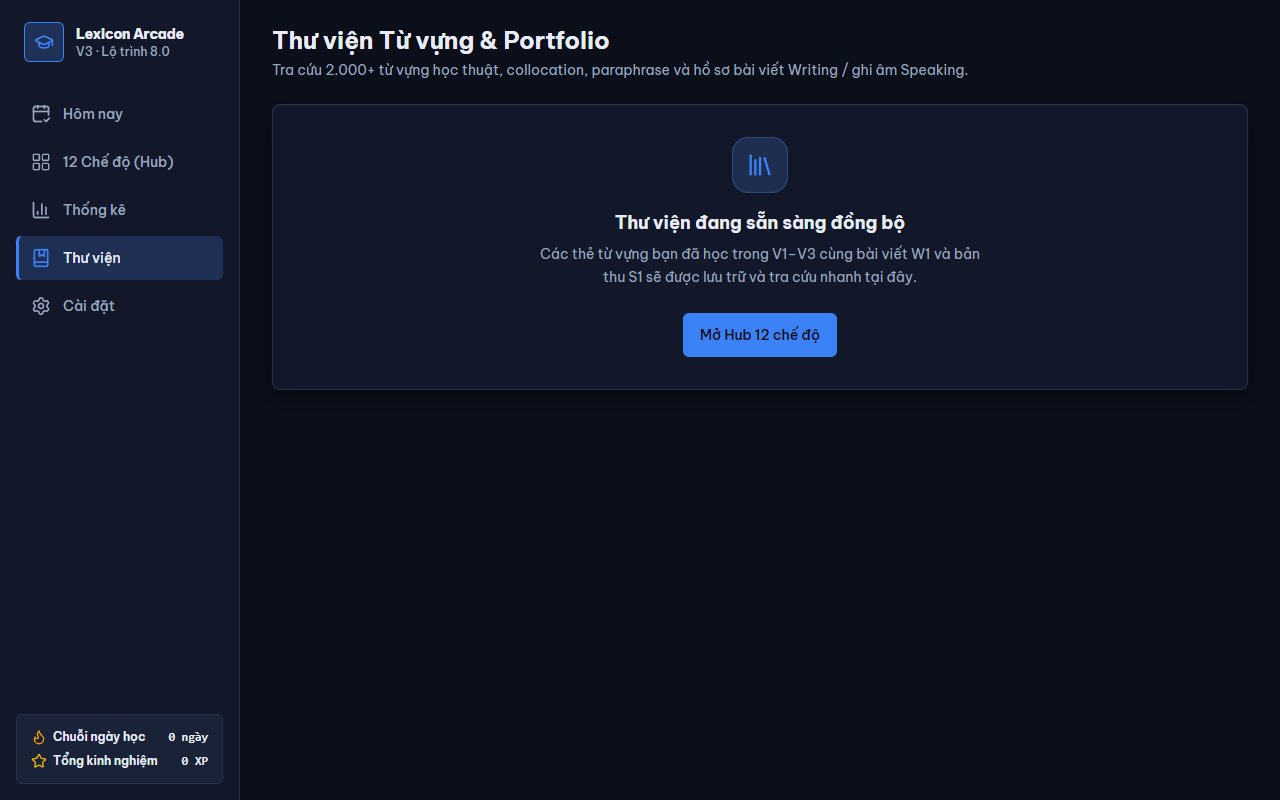 Lexicon Arcade
V3 · Lộ trình 8.0
Hôm nay
12 Chế độ (Hub)
Thống kê
Thư viện
Cài đặt
Chuỗi ngày học 0 ngày
Tổng kinh nghiệm 0 XP
Thư viện Từ vựng & Portfolio
Tra cứu 2.000+ từ vựng học thuật, collocation, paraphrase và hồ sơ bài viết Writing / ghi âm Speaking.
Thư viện đang sẵn sàng đồng bộ
Các thẻ từ vựng bạn đã học trong V1–V3 cùng bài viết W1 và bản
thu S1 sẽ được lưu trữ và tra cứu nhanh tại đây.
Mở Hub 12 chế độ